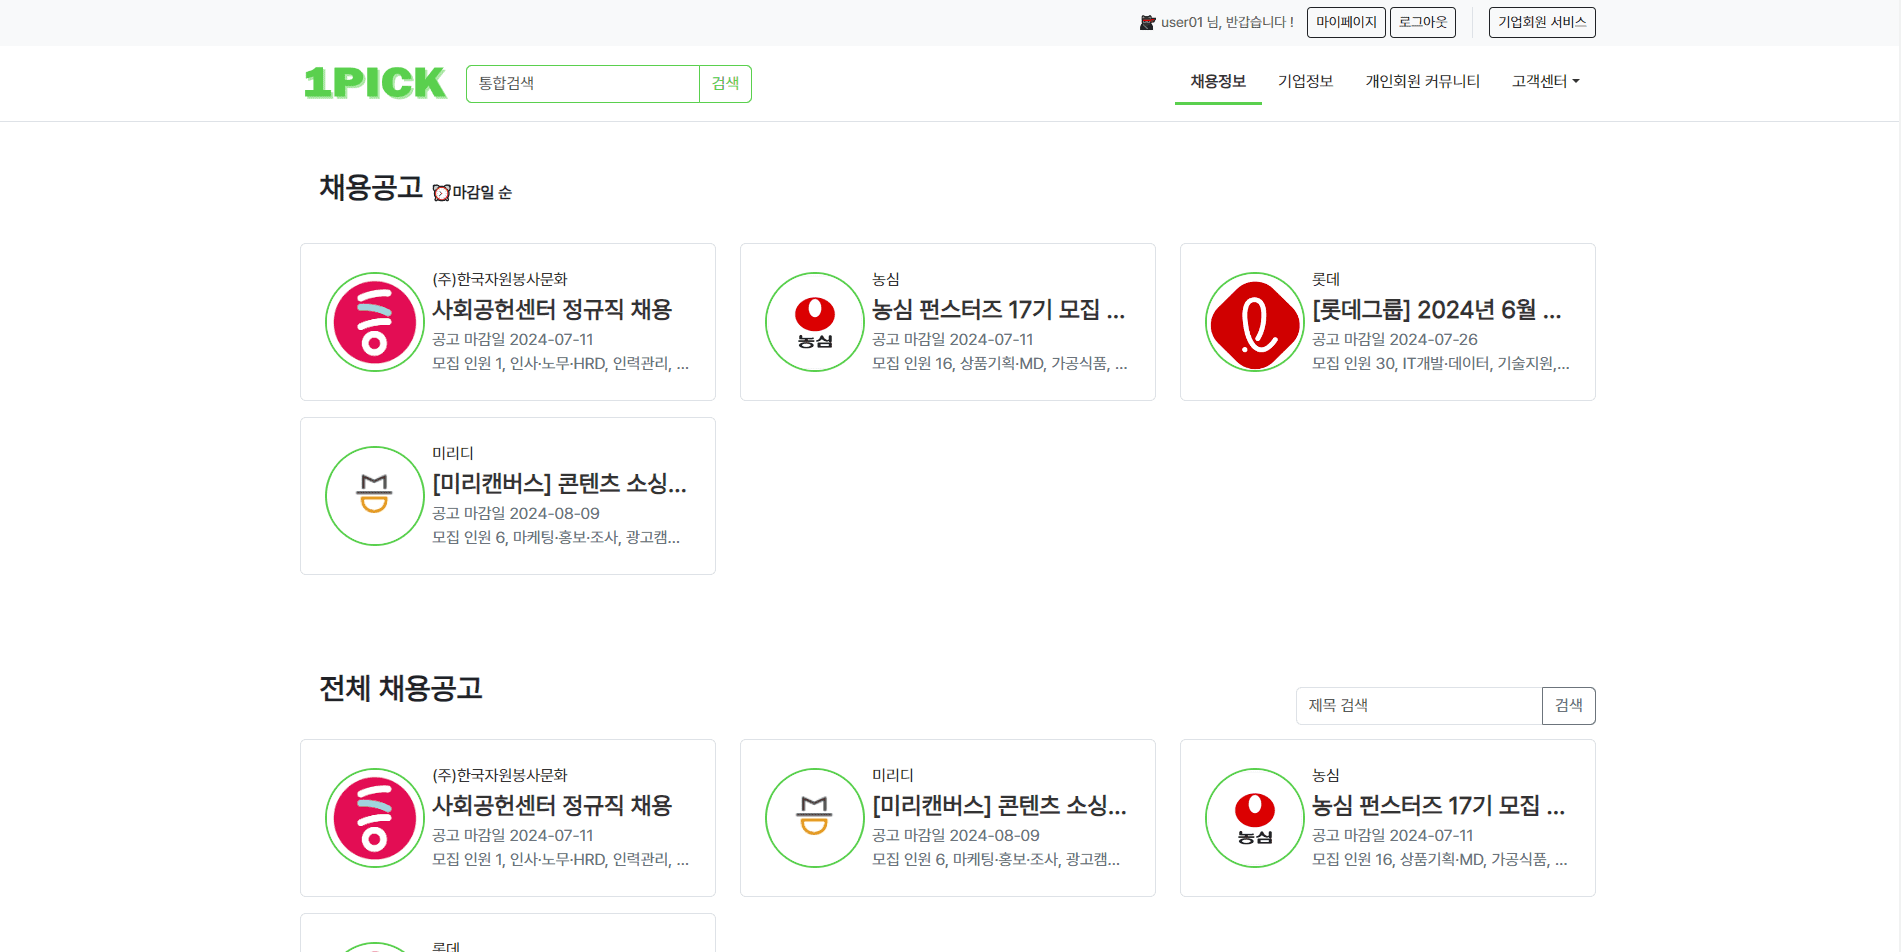 user01 님, 반갑습니다 !
마이페이지
로그아웃
기업회원 서비스
1PICK
통합검색
검색
채용정보
기업정보
개인회원 커뮤니티
고객센터
채용공고 마감일 순
(주)한국자원봉사문화
사회공헌센터 정규직 채용
공고 마감일 2024-07-11
모집 인원 1, 인사·노무·HRD, 인력관리, ...
농심
농심
농심 펀스터즈 17기 모집 ...
공고 마감일 2024-07-11
모집 인원 16, 상품기획·MD, 가공식품, ...
롯데
[롯데그룹] 2024년 6월 ...
공고 마감일 2024-07-26
모집 인원 30, IT개발·데이터, 기술지원,...
미리디
[미리캔버스] 콘텐츠 소싱...
공고 마감일 2024-08-09
모집 인원 6, 마케팅·홍보·조사, 광고캠...
전체 채용공고
제목 검색
검색
(주)한국자원봉사문화
사회공헌센터 정규직 채용
공고 마감일 2024-07-11
모집 인원 1, 인사·노무·HRD, 인력관리, ...
미리디
[미리캔버스] 콘텐츠 소싱...
공고 마감일 2024-08-09
모집 인원 6, 마케팅·홍보·조사, 광고캠...
농심
농심
농심 펀스터즈 17기 모집 ...
공고 마감일 2024-07-11
모집 인원 16, 상품기획·MD, 가공식품, ...
롯데